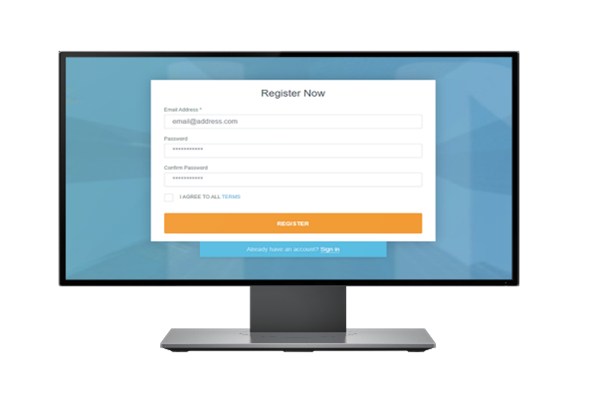 Register Now
Email Address *
email@address.com
Password
***********
Confirm Password
***********
I AGREE TO ALL TERMS
REGISTER
Already have an account? Sign in